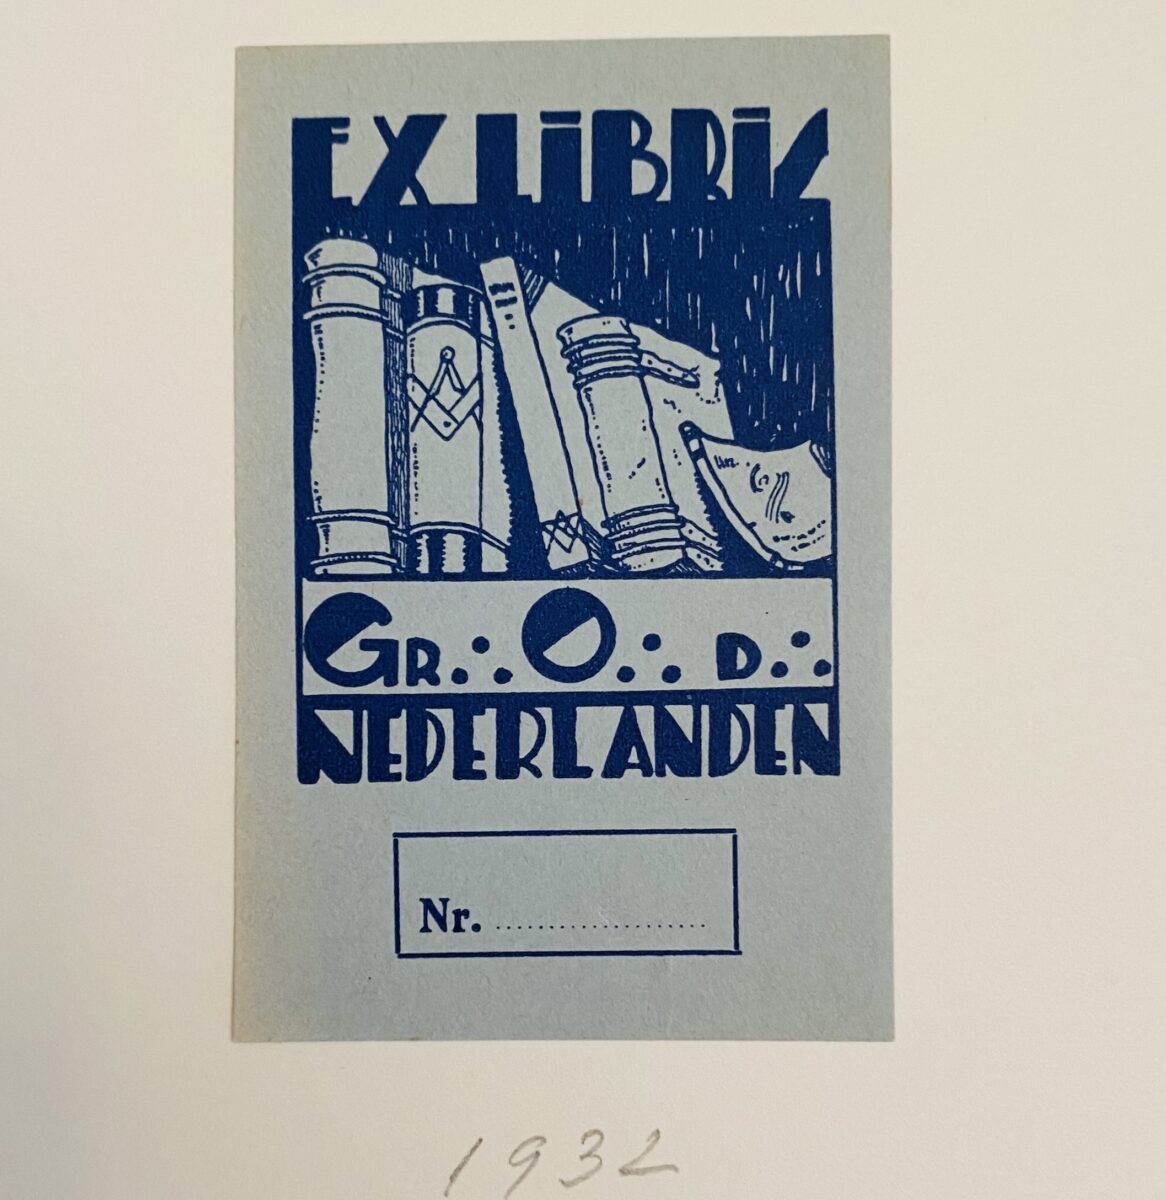 EX LiBRiS
GR∴ O∴ D∴
NEDERLANDEN
Nr. ....................
1932